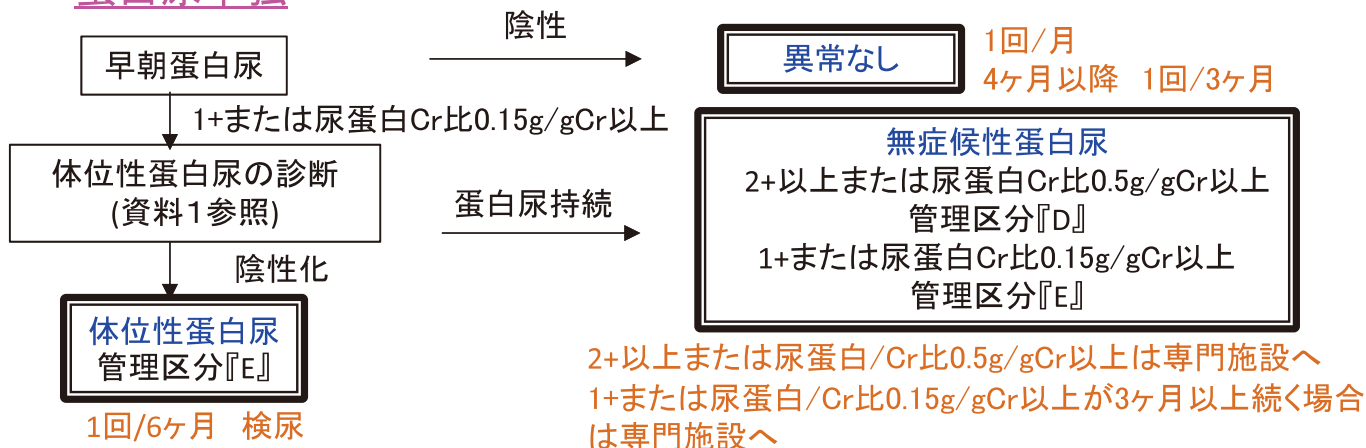 早朝蛋白尿
陰性
異常なし
1回/月
4ヶ月以降 1回/3ヶ月
1+または尿蛋白Cr比0.15g/gCr以上
体位性蛋白尿の診断
(資料1参照)
蛋白尿持続
無症候性蛋白尿
2+以上または尿蛋白Cr比0.5g/gCr以上
管理区分『D』
1+または尿蛋白Cr比0.15g/gCr以上
管理区分『E』
陰性化
体位性蛋白尿
管理区分『E』
1回/6ヶ月 検尿
2+以上または尿蛋白/Cr比0.5g/gCr以上は専門施設へ
1+または尿蛋白/Cr比0.15g/gCr以上が3ヶ月以上続く場合
は専門施設へ